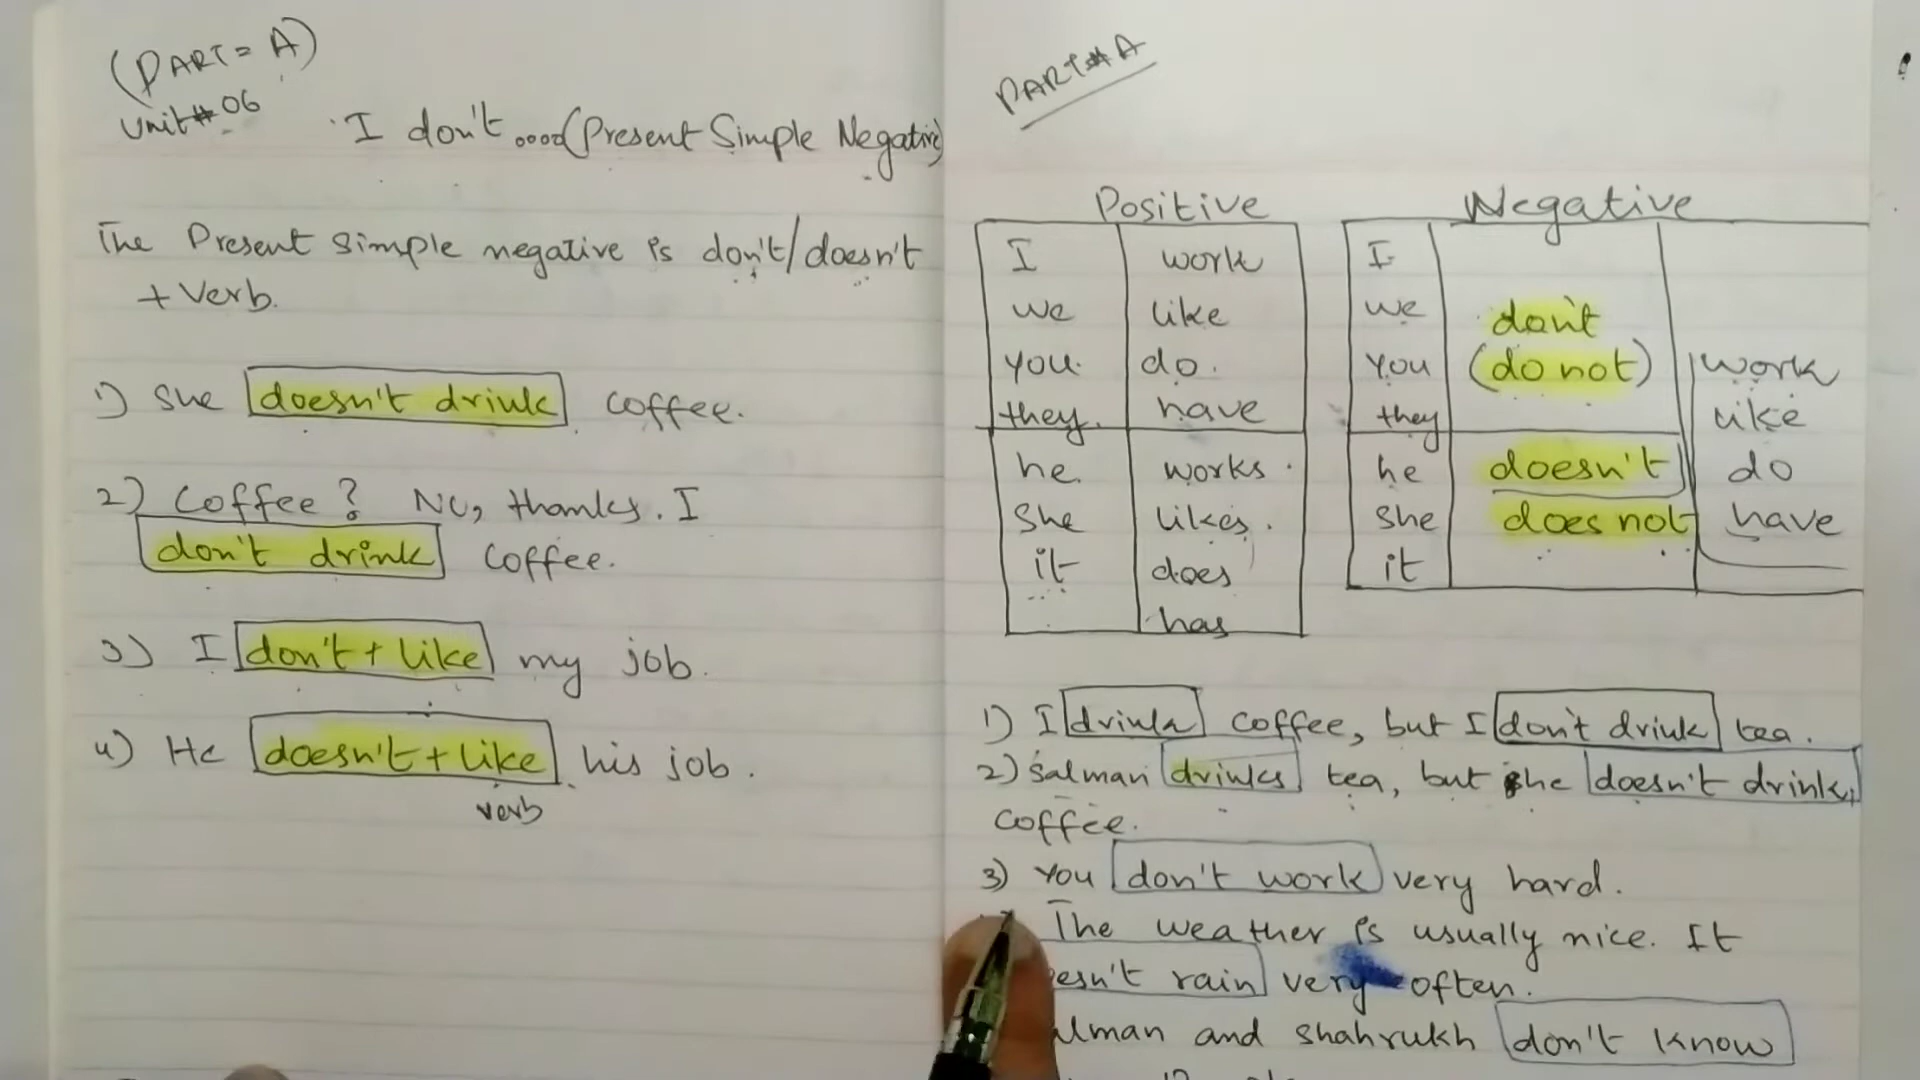 (PART = A)
Unit # 06
I don't ....(Present Simple Negative)
The Present Simple negative is don't/doesn't
+ Verb.
1) She doesn't drink coffee.
2) Coffee? No, thanks. I
don't drink coffee.
3) I don't + like my job.
4) He doesn't + like his job.
verb
PART # A
Positive
I work
we like
you do.
they. have
he works
She likes.
it does
has
Negative
I
we don't
you (do not) work
they like
he doesn't do
She does not have
it
1) I drink coffee, but I don't drink tea.
2) Salman drinks tea, but he doesn't drink
coffee.
3) You don't work very hard.
The weather is usually nice. It
esn't rain very often.
lman and shahrukh don't know